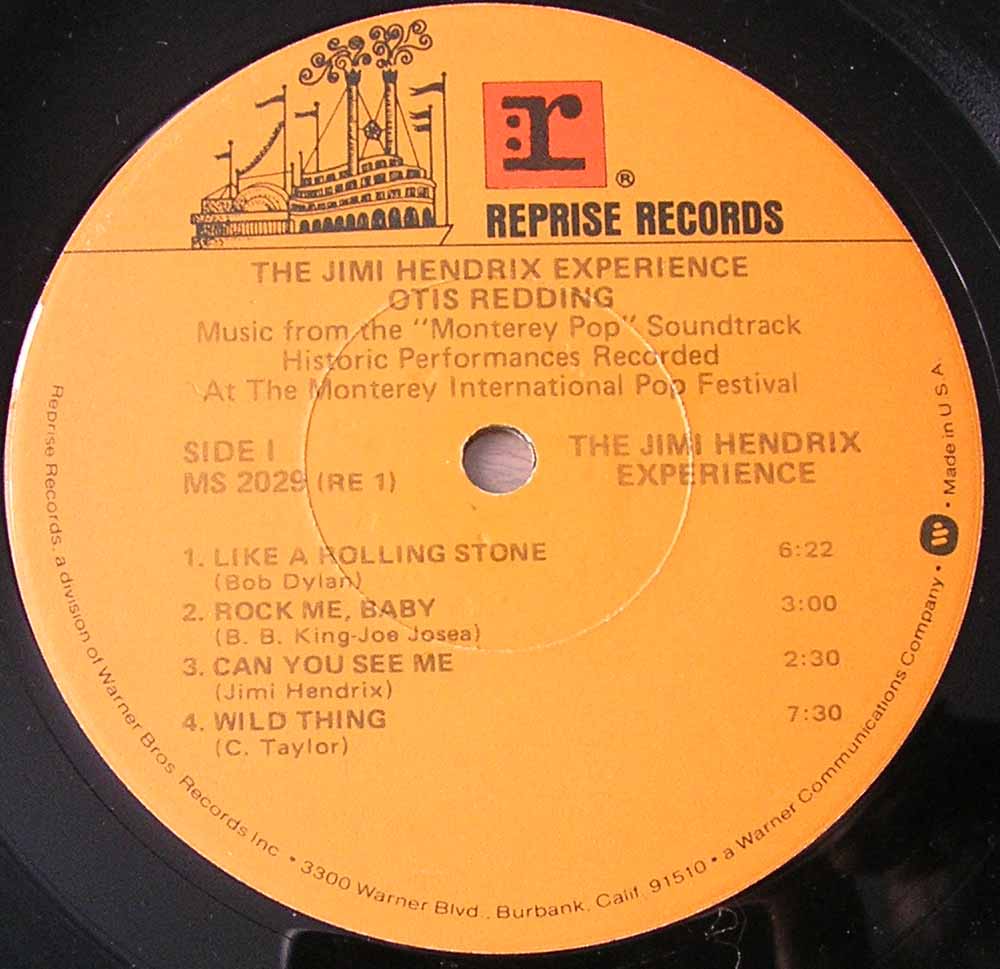 r
®
REPRISE RECORDS
THE JIMI HENDRIX EXPERIENCE
OTIS REDDING
Music from the "Monterey Pop" Soundtrack
Historic Performances Recorded
At The Monterey International Pop Festival
SIDE I
MS 2029 (RE 1)
THE JIMI HENDRIX
EXPERIENCE
1. LIKE A ROLLING STONE 6:22
(Bob Dylan)
2. ROCK ME, BABY 3:00
(B. B. King-Joe Josea)
3. CAN YOU SEE ME 2:30
(Jimi Hendrix)
4. WILD THING 7:30
(C. Taylor)
Reprise Records, a division of Warner Bros. Records Inc • 3300 Warner Blvd., Burbank, Calif. 91510 • a Warner Communications Company • W • Made in U.S.A.